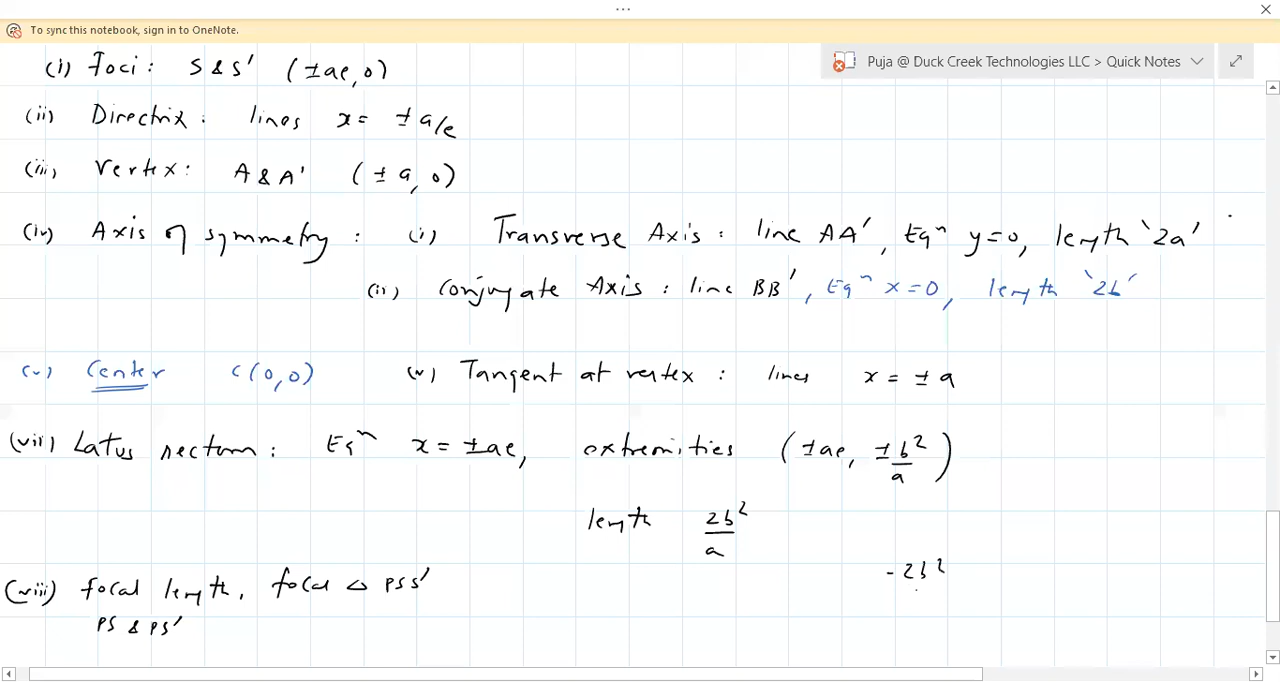 ...
To sync this notebook, sign in to OneNote.
Puja @ Duck Creek Technologies LLC > Quick Notes
(i) Foci : S & S' (±ae, 0)
(ii) Directrix : lines x = ± a/e
(iii) Vertex : A & A' (± a, 0)
(iv) Axis of symmetry : (i) Transverse Axis : line AA', Eqⁿ y=0, length '2a'
(ii) Conjugate Axis : line BB', Eqⁿ x=0, length '2b'
(v) Center C(0,0) (v) Tangent at vertex : lines x = ± a
(vii) Latus rectum : Eqⁿ x = ±ae, extremities (±ae, ±b²/a)
length 2b²/a
- 2b²
(viii) focal length, focal △ PSS'
PS & PS'